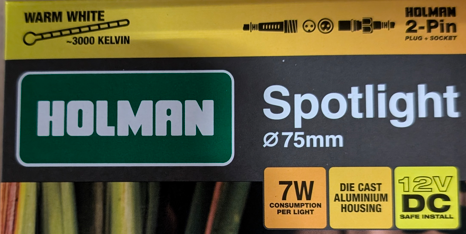 WARM WHITE
~3000 KELVIN
HOLMAN
2-Pin
PLUG + SOCKET
HOLMAN
Spotlight
Ø75mm
7W
CONSUMPTION
PER LIGHT
DIE CAST
ALUMINIUM
HOUSING
12V
DC
SAFE INSTALL